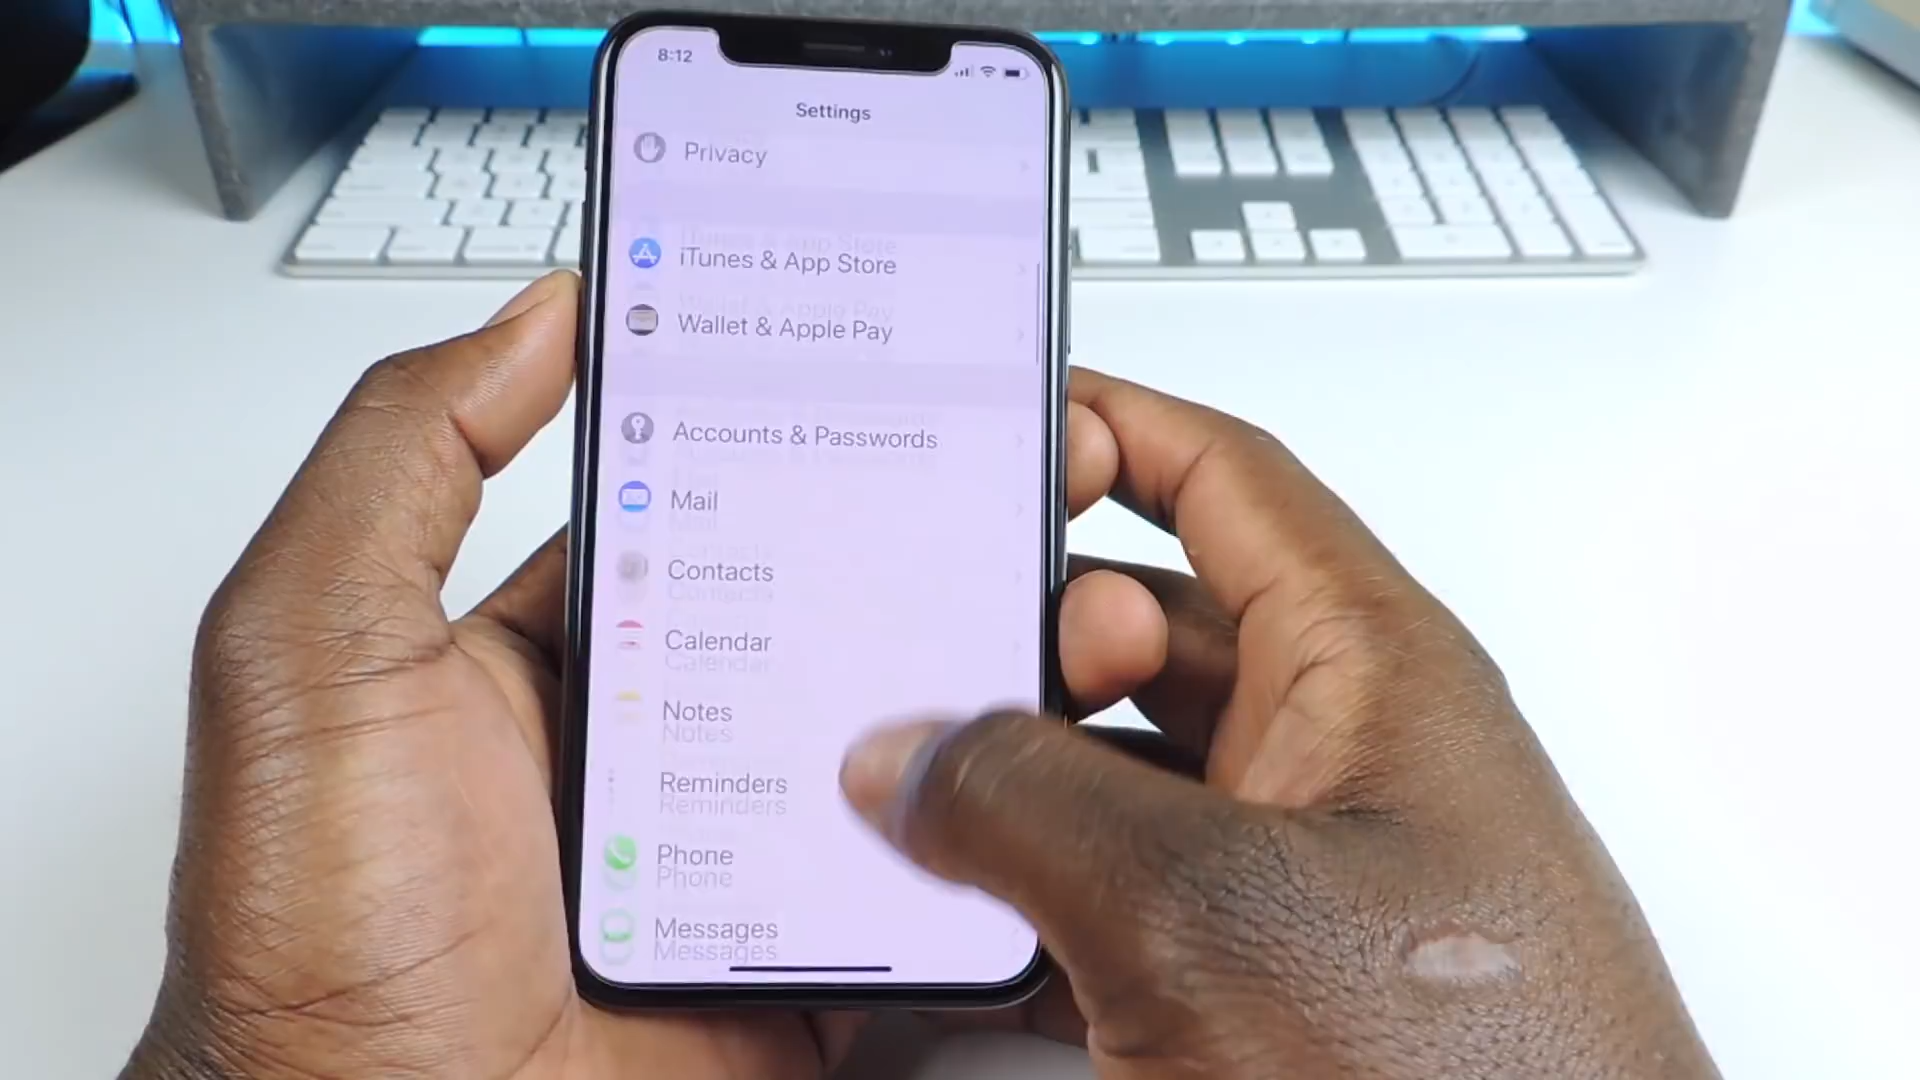 8:12
Settings
Privacy
iTunes & App Store
Wallet & Apple Pay
Accounts & Passwords
Mail
Contacts
Calendar
Notes
Reminders
Phone
Messages